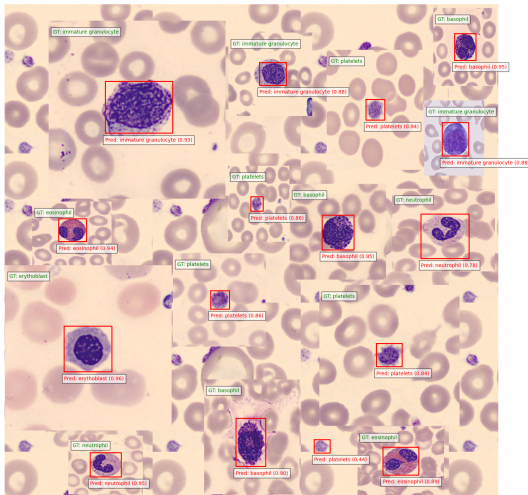 GT: immature granulocyte
Pred: immature granulocyte (0.93)
GT: immature granulocyte
Pred: immature granulocyte (0.88)
GT: platelets
Pred: platelets (0.84)
GT: basophil
Pred: basophil (0.95)
GT: immature granulocyte
Pred: immature granulocyte (0.88
GT: platelets
Pred: platelets (0.86)
GT: basophil
Pred: basophil (0.95)
GT: neutrophil
Pred: neutrophil (0.78)
GT: eosinophil
Pred: eosinophil (0.94)
GT: erythoblast
Pred: erythoblast (0.96)
GT: platelets
Pred: platelets (0.86)
GT: platelets
Pred: platelets (0.84)
GT: basophil
Pred: basophil (0.90)
GT: neutrophil
Pred: neutrophil (0.95)
Pred: platelets (0.44)
GT: eosinophil
Pred: eosinophil (0.89)